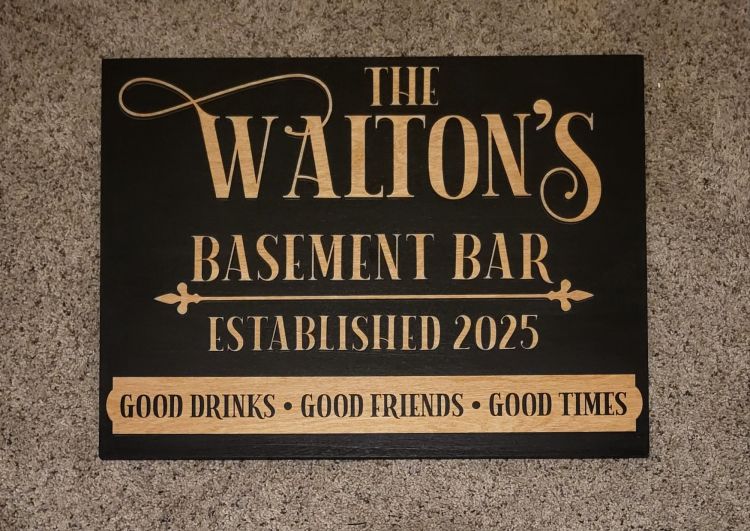 THE
WALTON'S
BASEMENT BAR
ESTABLISHED 2025
GOOD DRINKS • GOOD FRIENDS • GOOD TIMES